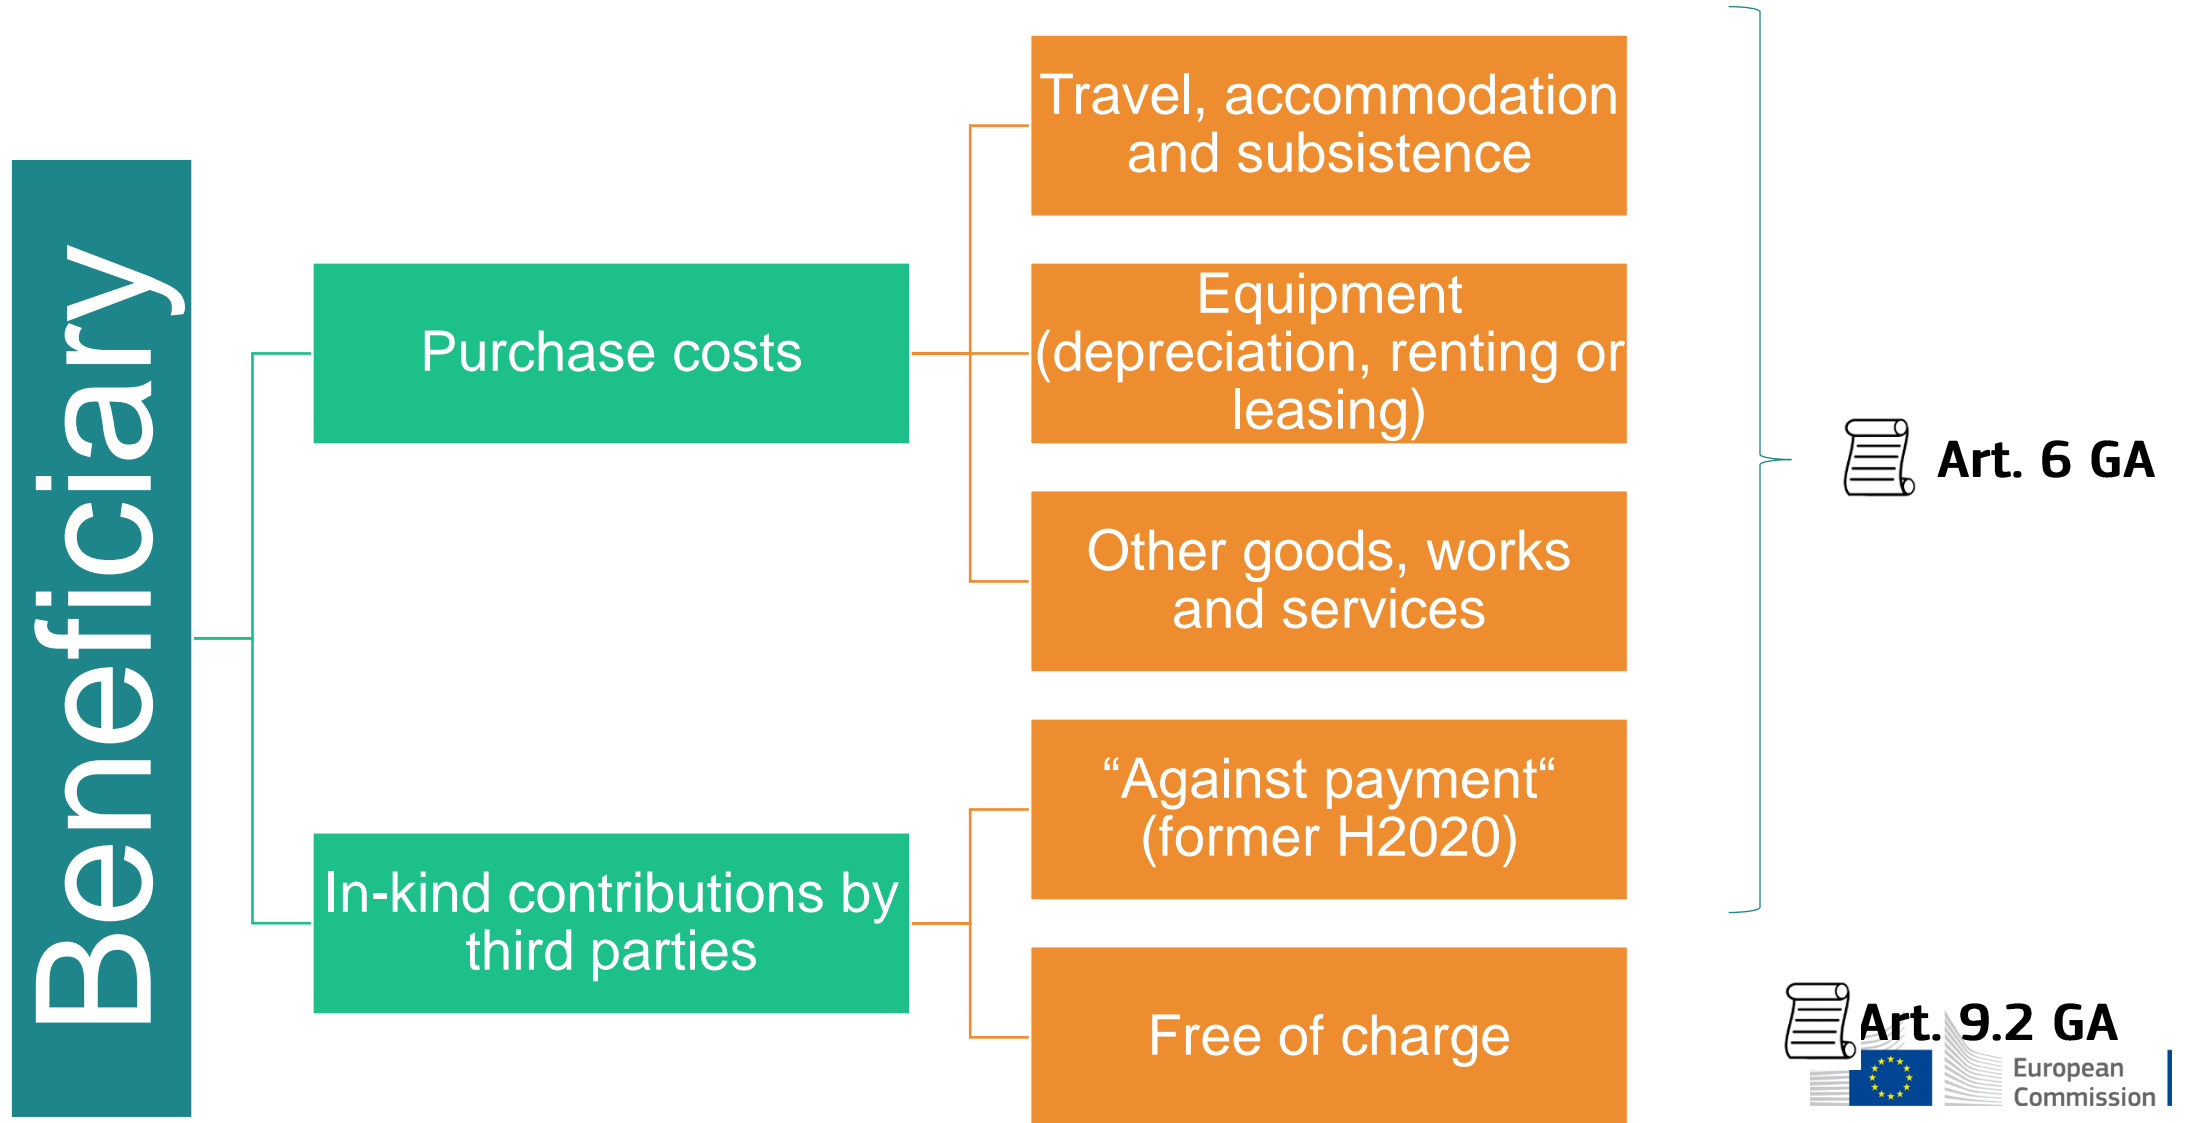 Beneficiary
Purchase costs
Travel, accommodation
and subsistence
Equipment
(depreciation, renting or
leasing)
Other goods, works
and services
Art. 6 GA
In-kind contributions by
third parties
“Against payment“
(former H2020)
Free of charge
Art. 9.2 GA
European
Commission